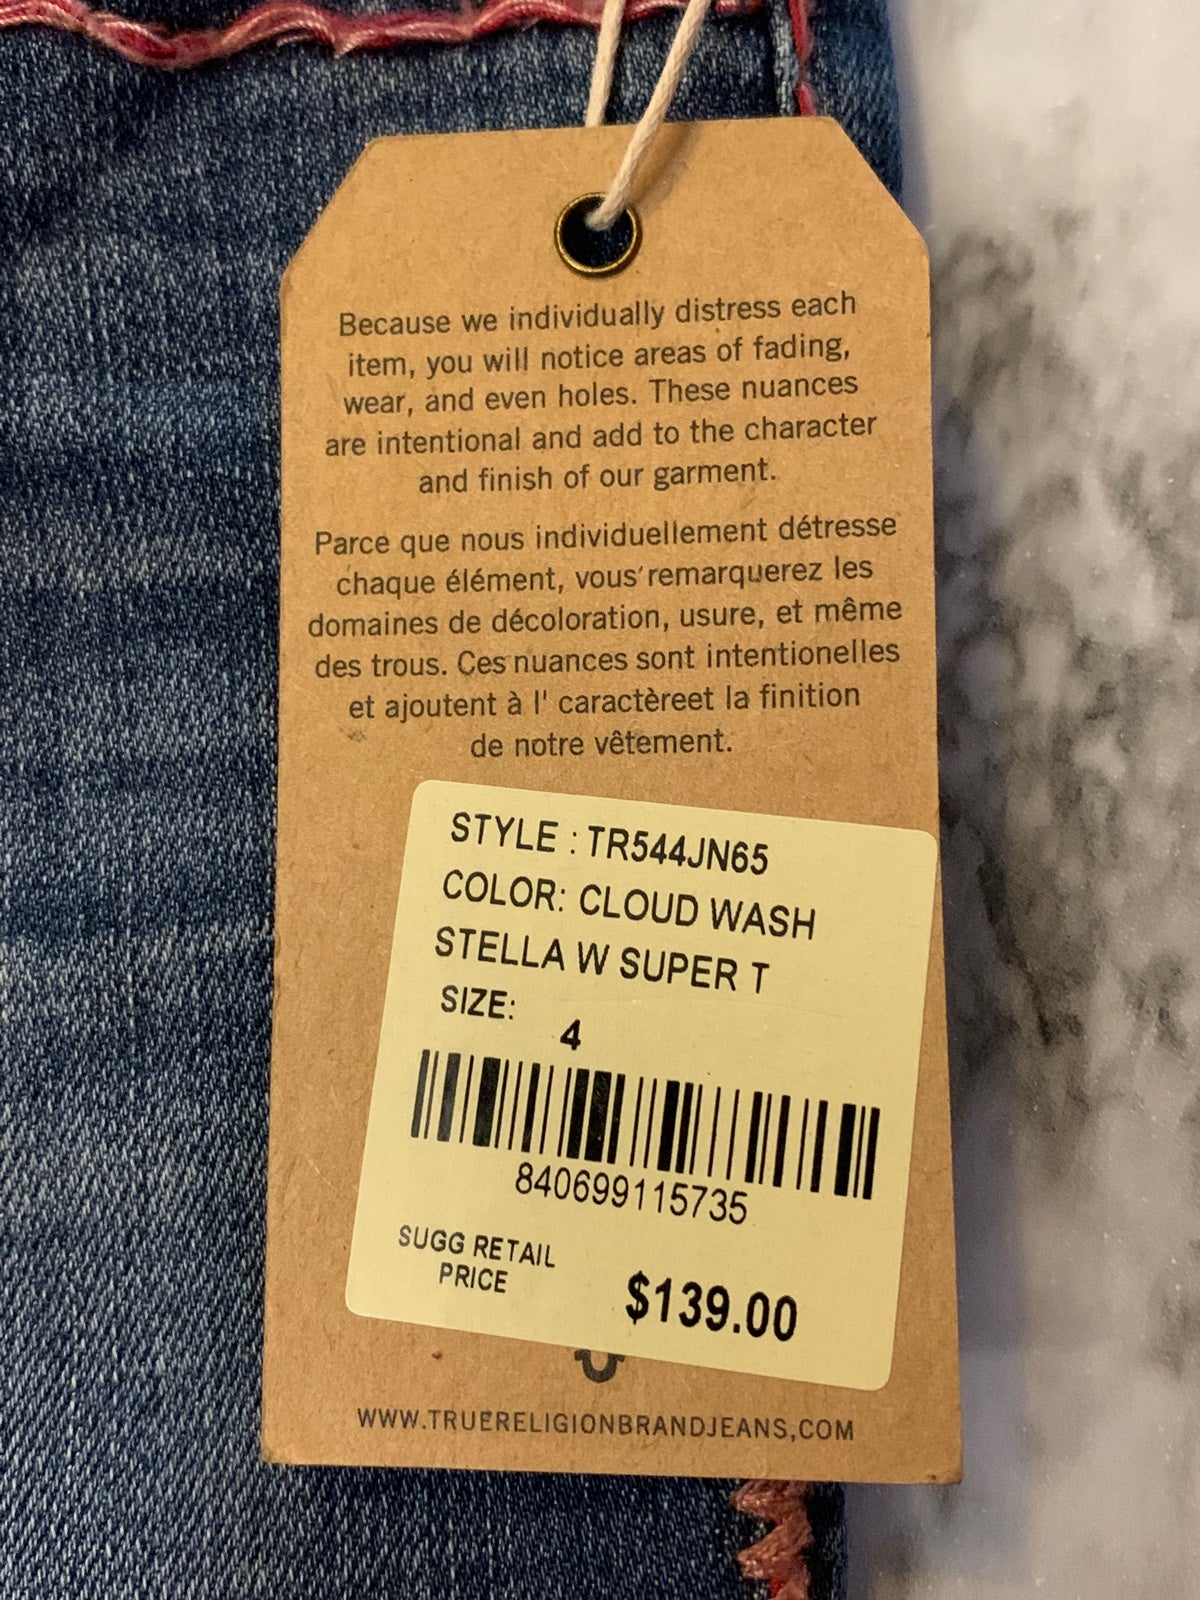 Because we individually distress each
item, you will notice areas of fading,
wear, and even holes. These nuances
are intentional and add to the character
and finish of our garment.
Parce que nous individuellement détresse
chaque élément, vous remarquerez les
domaines de décoloration, usure, et même
des trous. Ces nuances sont intentionelles
et ajoutent à l' caractèreet la finition
de notre vêtement.
STYLE : TR544JN65
COLOR: CLOUD WASH
STELLA W SUPER T
SIZE:
4
840699115735
SUGG RETAIL
PRICE
$139.00
WWW.TRUERELIGIONBRANDJEANS.COM